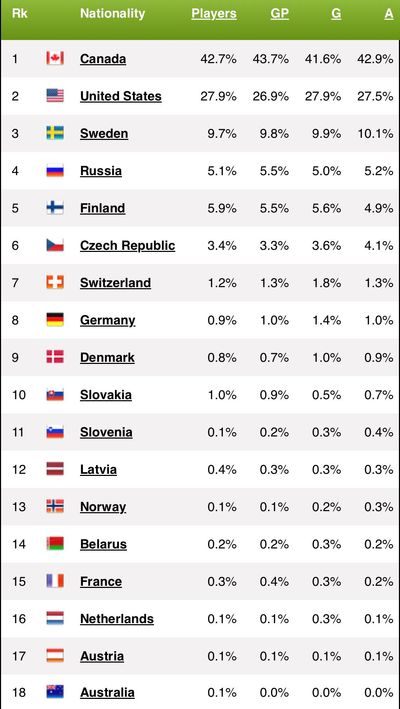 Rk Nationality Players GP G A
1 Canada 42.7% 43.7% 41.6% 42.9%
2 United States 27.9% 26.9% 27.9% 27.5%
3 Sweden 9.7% 9.8% 9.9% 10.1%
4 Russia 5.1% 5.5% 5.0% 5.2%
5 Finland 5.9% 5.5% 5.6% 4.9%
6 Czech Republic 3.4% 3.3% 3.6% 4.1%
7 Switzerland 1.2% 1.3% 1.8% 1.3%
8 Germany 0.9% 1.0% 1.4% 1.0%
9 Denmark 0.8% 0.7% 1.0% 0.9%
10 Slovakia 1.0% 0.9% 0.5% 0.7%
11 Slovenia 0.1% 0.2% 0.3% 0.4%
12 Latvia 0.4% 0.3% 0.3% 0.3%
13 Norway 0.1% 0.1% 0.2% 0.3%
14 Belarus 0.2% 0.2% 0.3% 0.2%
15 France 0.3% 0.4% 0.3% 0.2%
16 Netherlands 0.1% 0.1% 0.3% 0.1%
17 Austria 0.1% 0.1% 0.1% 0.1%
18 Australia 0.1% 0.0% 0.0% 0.0%